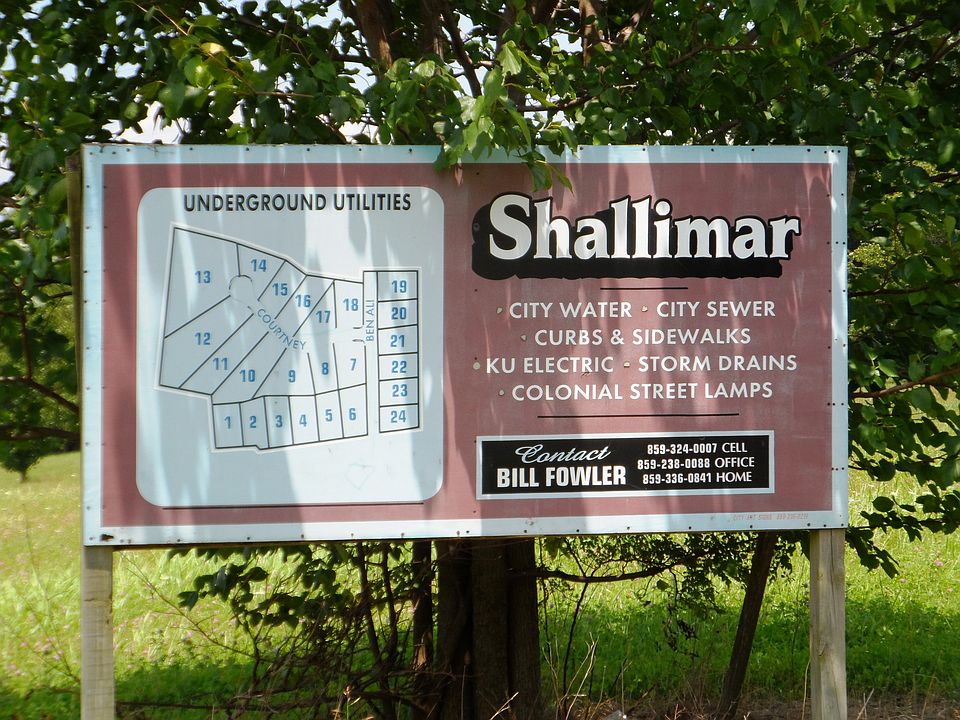 UNDERGROUND UTILITIES
13
14
15
16
17
18
12
11
10
9
8
7
1 2 3 4 5 6
19
20
21
22
23
24
COURTNEY
BEN ALI
Shallimar
• CITY WATER • CITY SEWER
• CURBS & SIDEWALKS
• KU ELECTRIC • STORM DRAINS
• COLONIAL STREET LAMPS
Contact
BILL FOWLER
859-324-0007 CELL
859-238-0088 OFFICE
859-336-0841 HOME